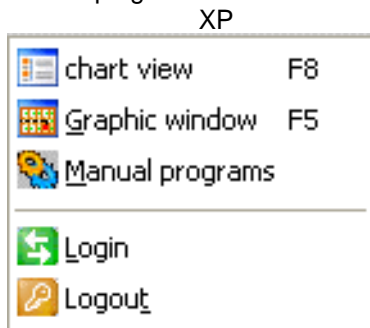 XP
chart view F8
Graphic window F5
Manual programs
Login
Logout